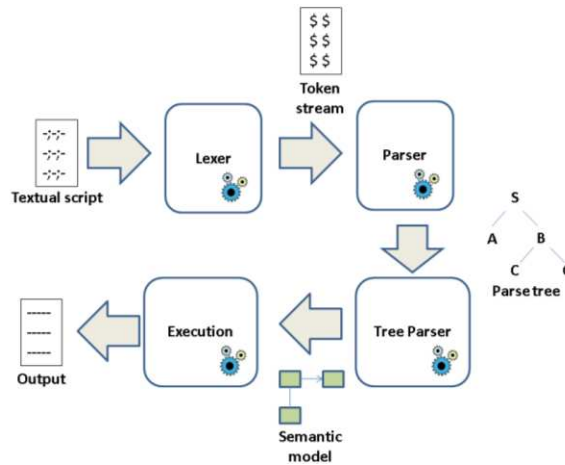 $ $
$ $
$ $
Token
stream
-;-;-
-;-;-
-;-;-
Textual script
Lexer
Parser
S
A B
C
Parse tree
-----
-----
-----
Output
Execution
Tree Parser
Semantic
model